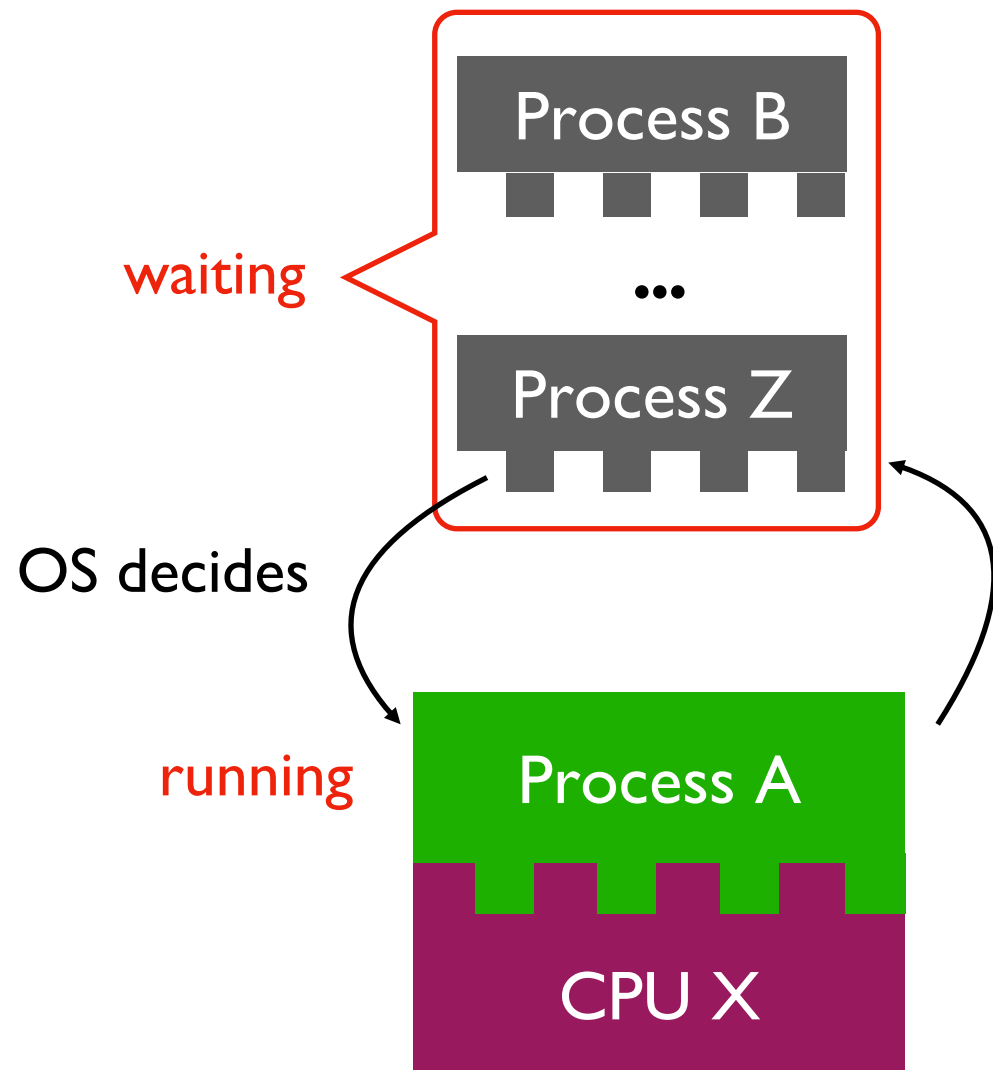 Process B
waiting
...
Process Z
OS decides
running
Process A
CPU X